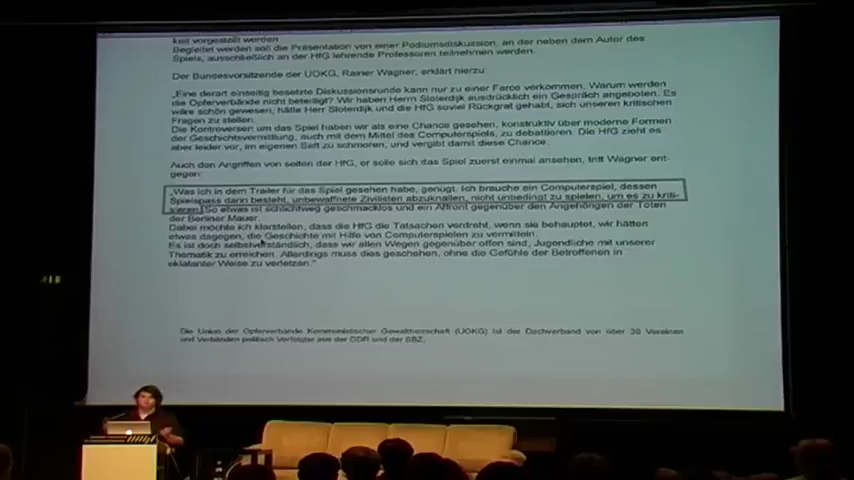 keit vorgestellt werden
Begleitet werden soll die Präsentation von einer Podiumsdiskussion, an der neben dem Autor des
Spiels, ausschließlich an der HfG lehrende Professoren teilnehmen werden.
Der Bundesvorsitzende der UOKG, Rainer Wagner, erklärt hierzu:
„Eine derart einseitig besetzte Diskussionsrunde kann nur zu einer Farce verkommen. Warum werden
die Opferverbände nicht beteiligt? Wir haben Herrn Sloterdijk ausdrücklich ein Gespräch angeboten. Es
wäre schön gewesen, hätte Herr Sloterdijk und die HfG soviel Rückgrat gehabt, sich unseren kritischen
Fragen zu stellen.
Die Kontroversen um das Spiel haben wir als eine Chance gesehen, konstruktiv über moderne Formen
der Geschichtsvermittlung, auch mit dem Mittel des Computerspiels, zu debattieren. Die HfG zieht es
aber leider vor, im eigenen Saft zu schmoren, und vergibt damit diese Chance.
Auch den Angriffen von seiten der HfG, er solle sich das Spiel zuerst einmal ansehen, tritt Wagner ent-
gegen:
„Was ich in dem Trailer für das Spiel gesehen habe, genügt. Ich brauche ein Computerspiel, dessen
Spielspass darin besteht, unbewaffnete Zivilisten abzuknallen, nicht unbedingt zu spielen, um es zu kriti-
sieren. So etwas ist schlichtweg geschmacklos und ein Affront gegenüber den Angehörigen der Toten
der Berliner Mauer.
Dabei möchte ich klarstellen, dass die HfG die Tatsachen verdreht, wenn sie behauptet, wir hätten
etwas dagegen, die Geschichte mit Hilfe von Computerspielen zu vermitteln.
Es ist doch selbstverständlich, dass wir allen Wegen gegenüber offen sind, Jugendliche mit unserer
Thematik zu erreichen. Allerdings muss dies geschehen, ohne die Gefühle der Betroffenen in
eklatanter Weise zu verletzen."
Die Union der Opferverbände Kommunistischer Gewaltherrschaft (UOKG) ist der Dachverband von über 30 Vereinen
und Verbänden politisch Verfolgter aus der DDR und der SBZ.